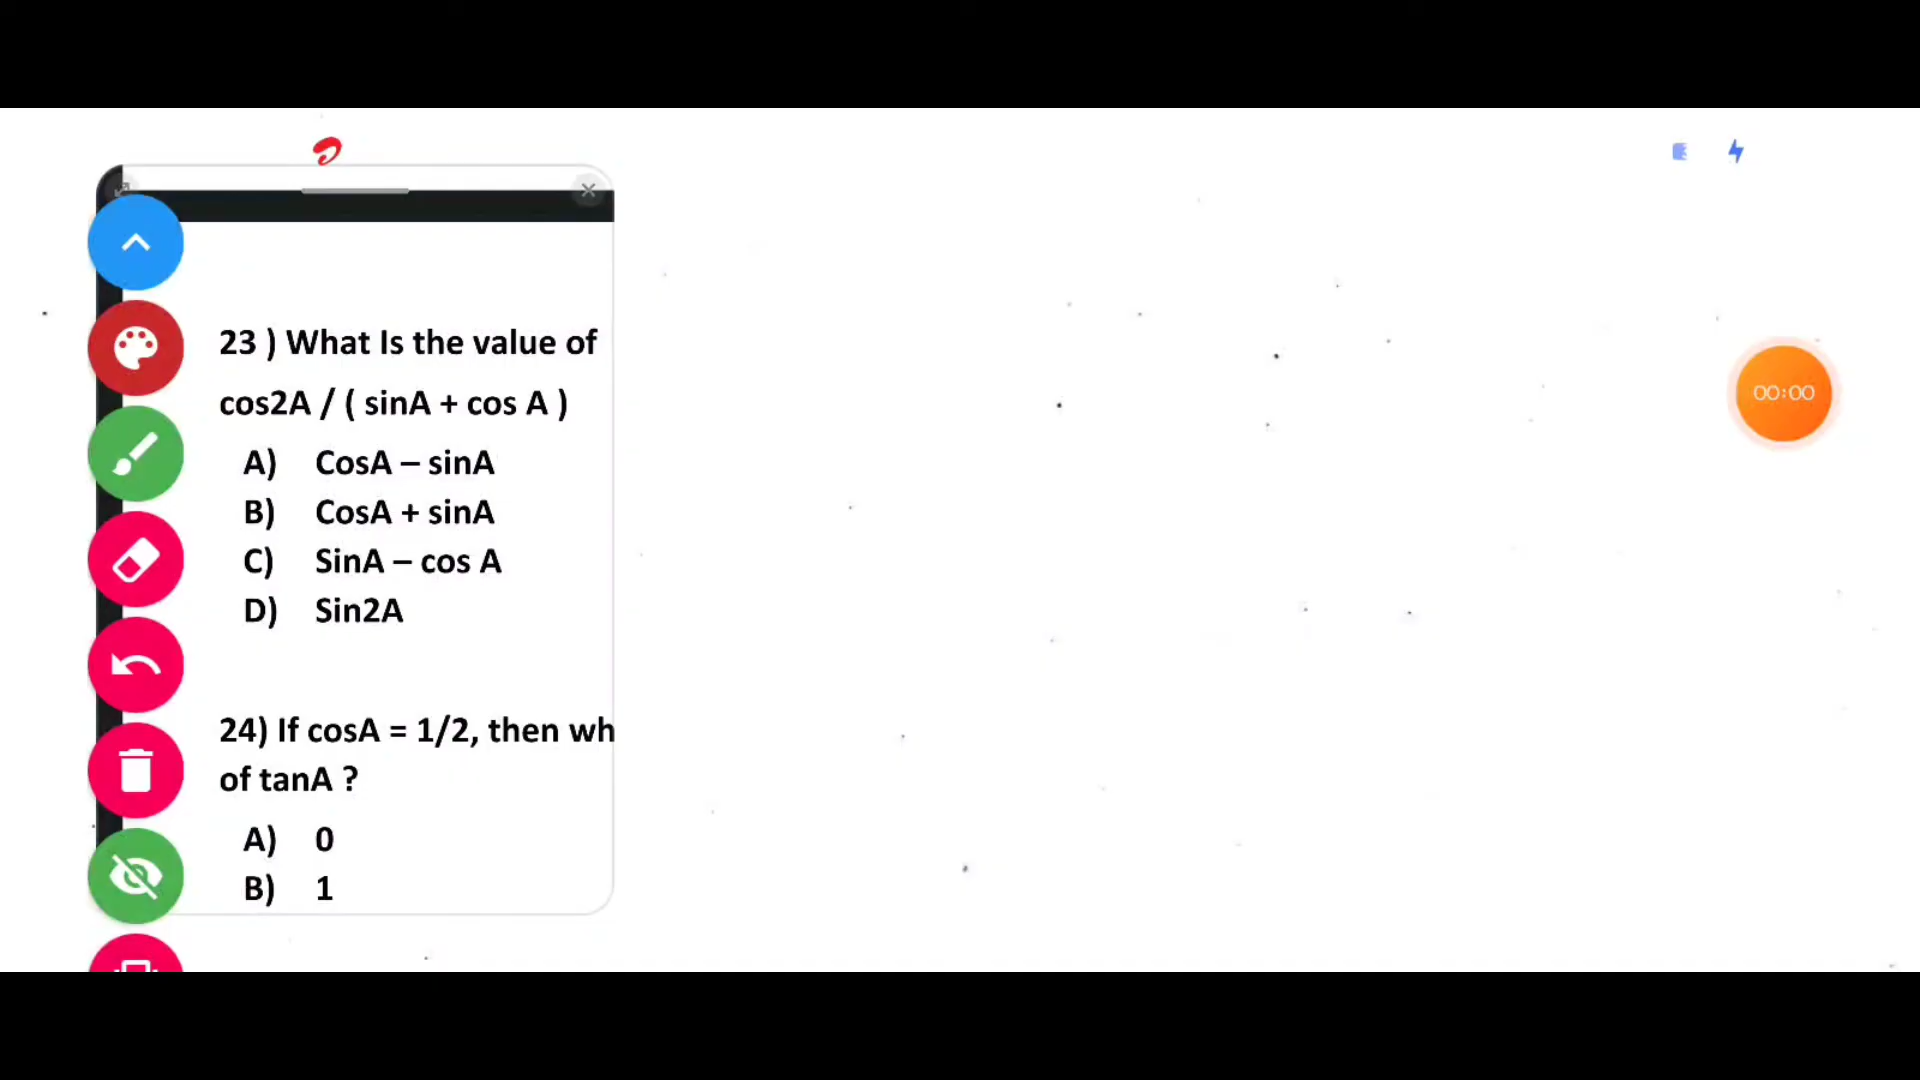 23 ) What Is the value of
cos2A / ( sinA + cos A )
A) CosA – sinA
B) CosA + sinA
C) SinA – cos A
D) Sin2A
24) If cosA = 1/2, then wh
of tanA ?
A) 0
B) 1
00:00